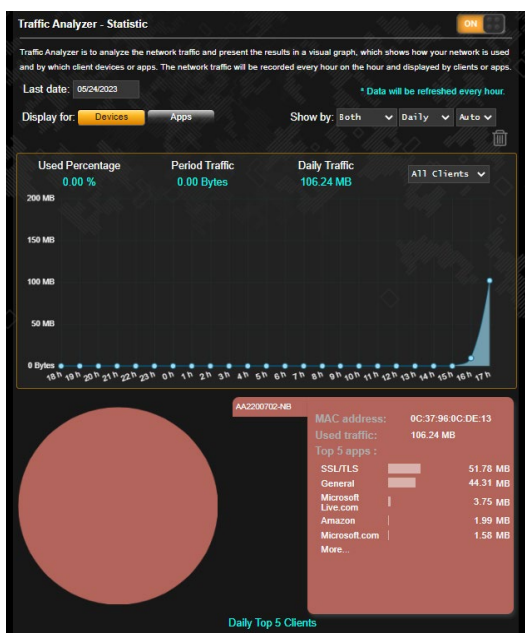 Traffic Analyzer - Statistic
ON
Traffic Analyzer is to analyze the network traffic and present the results in a visual graph, which shows how your network is used
and by which client devices or apps. The network traffic will be recorded every hour on the hour and displayed by clients or apps.
Last date: 05/24/2023
* Data will be refreshed every hour.
Display for: Devices Apps Show by: Both Daily Auto
Used Percentage Period Traffic Daily Traffic
0.00 % 0.00 Bytes 106.24 MB All Clients
200 MB
150 MB
100 MB
50 MB
0 Bytes
18 h 19 h 20 h 21 h 22 h 23 h 0 h 1 h 2 h 3 h 4 h 5 h 6 h 7 h 8 h 9 h 10 h 11 h 12 h 13 h 14 h 15 h 16 h 17 h
AA2200702-NB
MAC address: 0C:37:96:0C:DE:13
Used traffic: 106.24 MB
Top 5 apps :
SSL/TLS 51.78 MB
General 44.31 MB
Microsoft
Live.com 3.75 MB
Amazon 1.99 MB
Microsoft.com 1.58 MB
More...
Daily Top 5 Clients